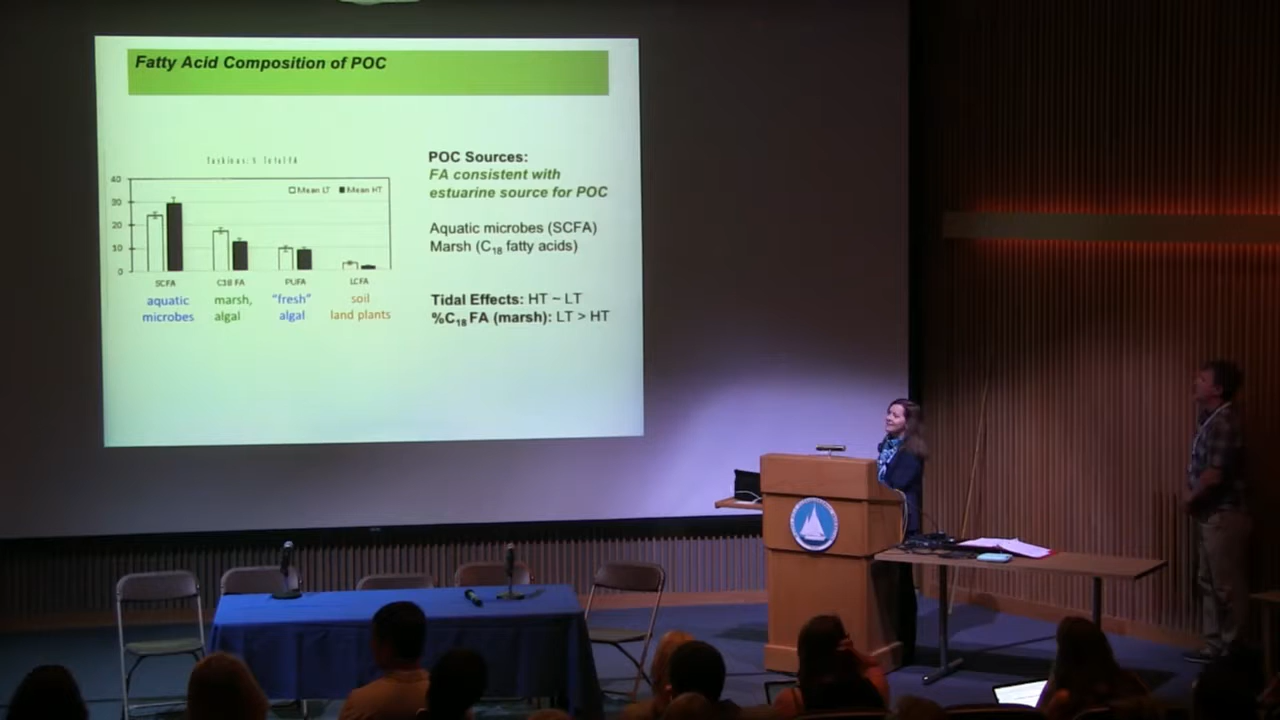 Fatty Acid Composition of POC
40
30
20
10
0
Mean LT
Mean HT
SCFA
C18 FA
PUFA
LCFA
aquatic microbes
marsh, algal
"fresh" algal
soil land plants
POC Sources:
FA consistent with
estuarine source for POC
Aquatic microbes (SCFA)
Marsh (C₁₈ fatty acids)
Tidal Effects: HT ~ LT
%C₁₈ FA (marsh): LT > HT